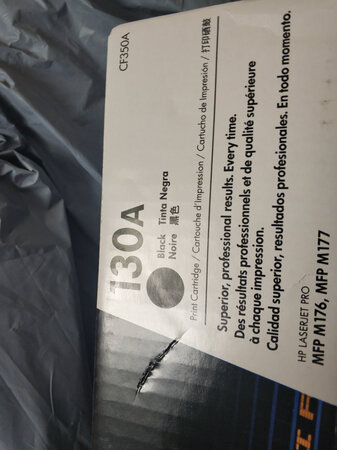 CF350A
130A
Black Tinta Negra
Noire 黑色
Print Cartridge / Cartouche d'impression / Cartucho de Impresión / 打印硒鼓
Superior, professional results. Every time.
Des résultats professionnels et de qualité supérieure
à chaque impression.
Calidad superior, resultados profesionales. En todo momento.
HP LASERJET PRO
MFP M176, MFP M177